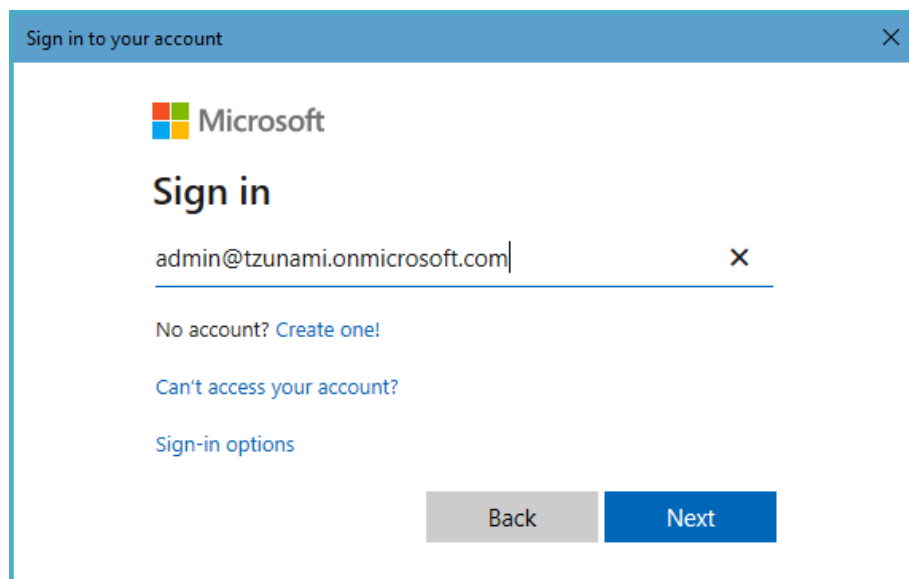 Sign in to your account
Microsoft
Sign in
admin@tzunami.onmicrosoft.com
No account? Create one!
Can't access your account?
Sign-in options
Back Next